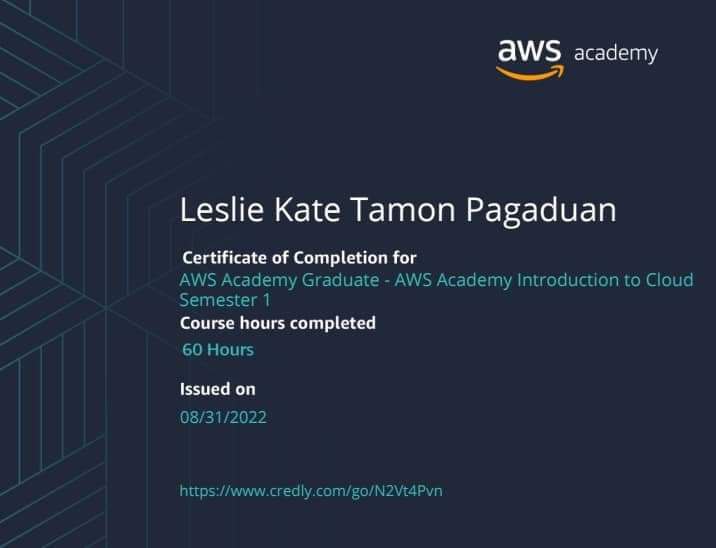 aws academy
Leslie Kate Tamon Pagaduan
Certificate of Completion for
AWS Academy Graduate - AWS Academy Introduction to Cloud
Semester 1
Course hours completed
60 Hours
Issued on
08/31/2022
https://www.credly.com/go/N2Vt4Pvn